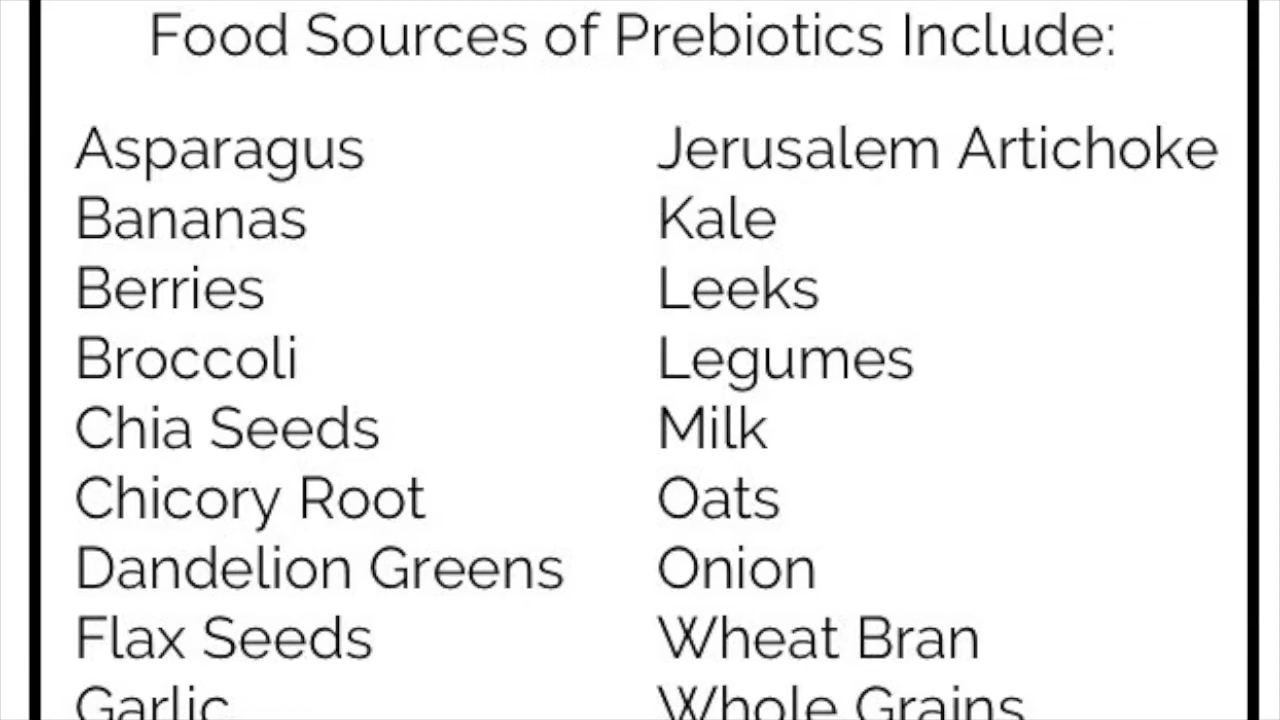 Food Sources of Prebiotics Include:
Asparagus
Bananas
Berries
Broccoli
Chia Seeds
Chicory Root
Dandelion Greens
Flax Seeds
Garlic
Jerusalem Artichoke
Kale
Leeks
Legumes
Milk
Oats
Onion
Wheat Bran
Whole Grains